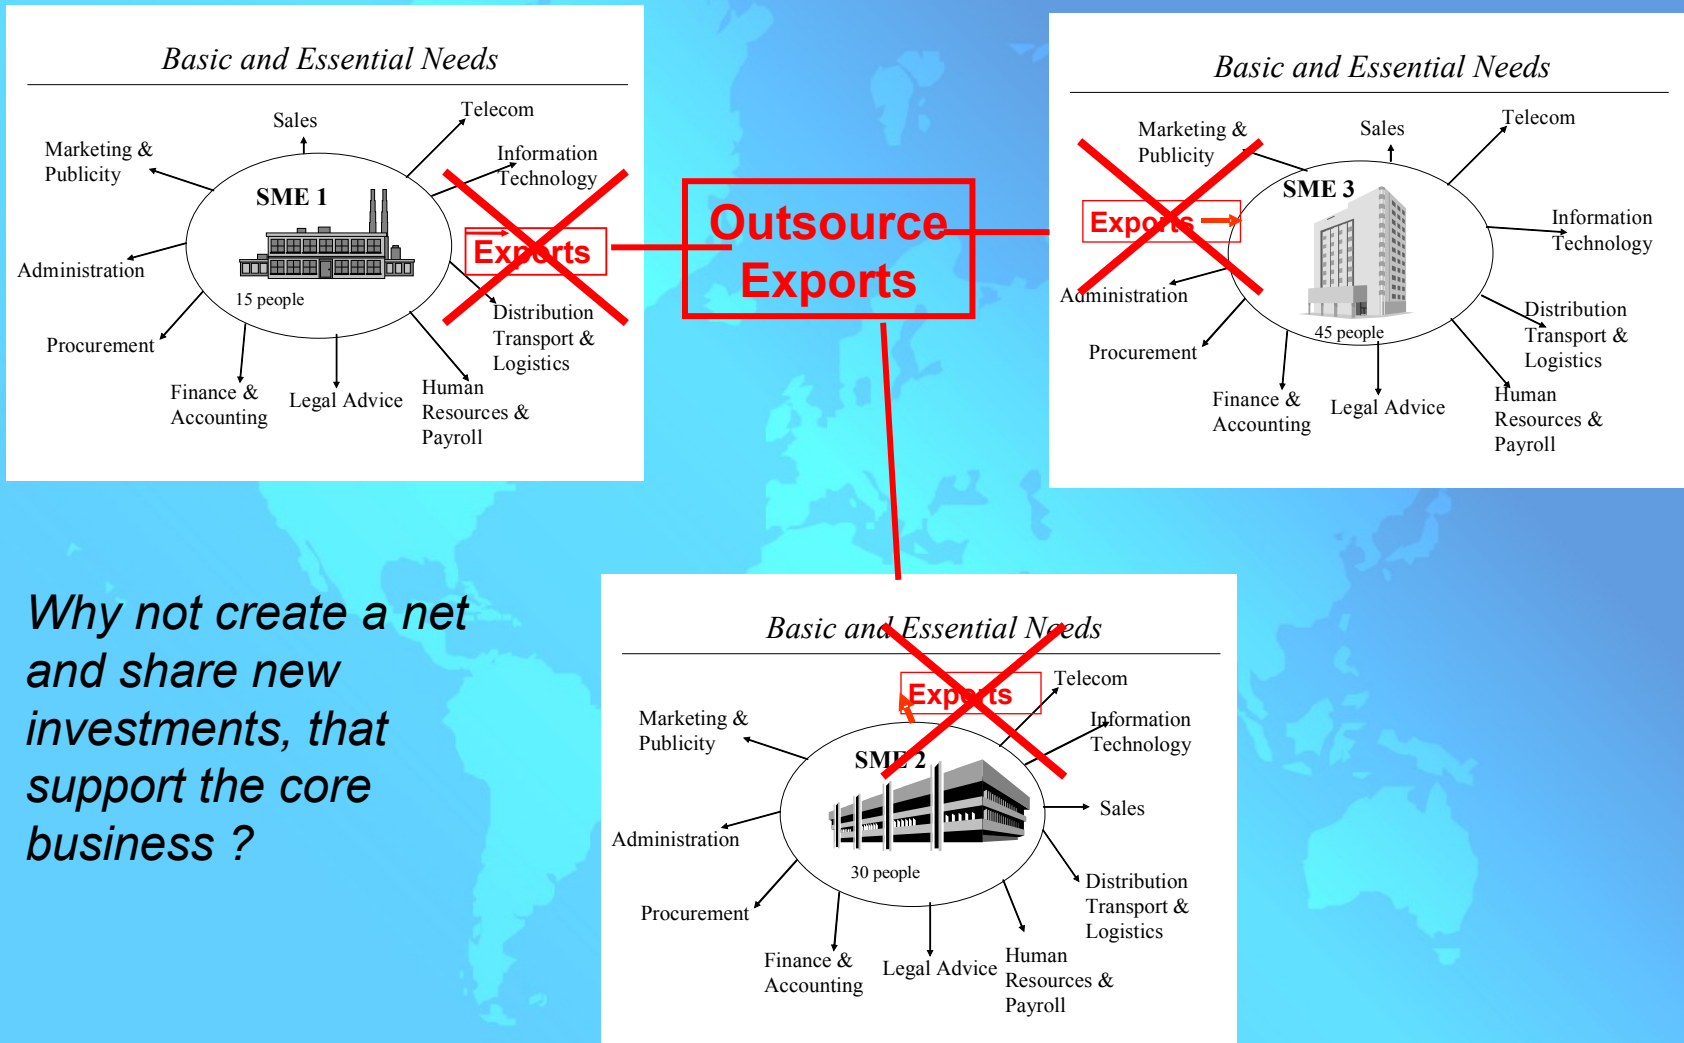 Basic and Essential Needs
Sales
Telecom
Marketing &
Publicity
Information
Technology
SME 1
Exports
Administration
15 people
Distribution
Transport &
Logistics
Procurement
Finance &
Accounting
Legal Advice
Human
Resources &
Payroll
Outsource
Exports
Basic and Essential Needs
Marketing &
Publicity
Sales
Telecom
SME 3
Exports
Information
Technology
Administration
45 people
Distribution
Transport &
Logistics
Procurement
Finance &
Accounting
Legal Advice
Human
Resources &
Payroll
Why not create a net
and share new
investments, that
support the core
business ?
Basic and Essential Needs
Exports
Telecom
Marketing &
Publicity
Information
Technology
SME 2
Sales
Administration
30 people
Distribution
Transport &
Logistics
Procurement
Finance &
Accounting
Legal Advice
Human
Resources &
Payroll